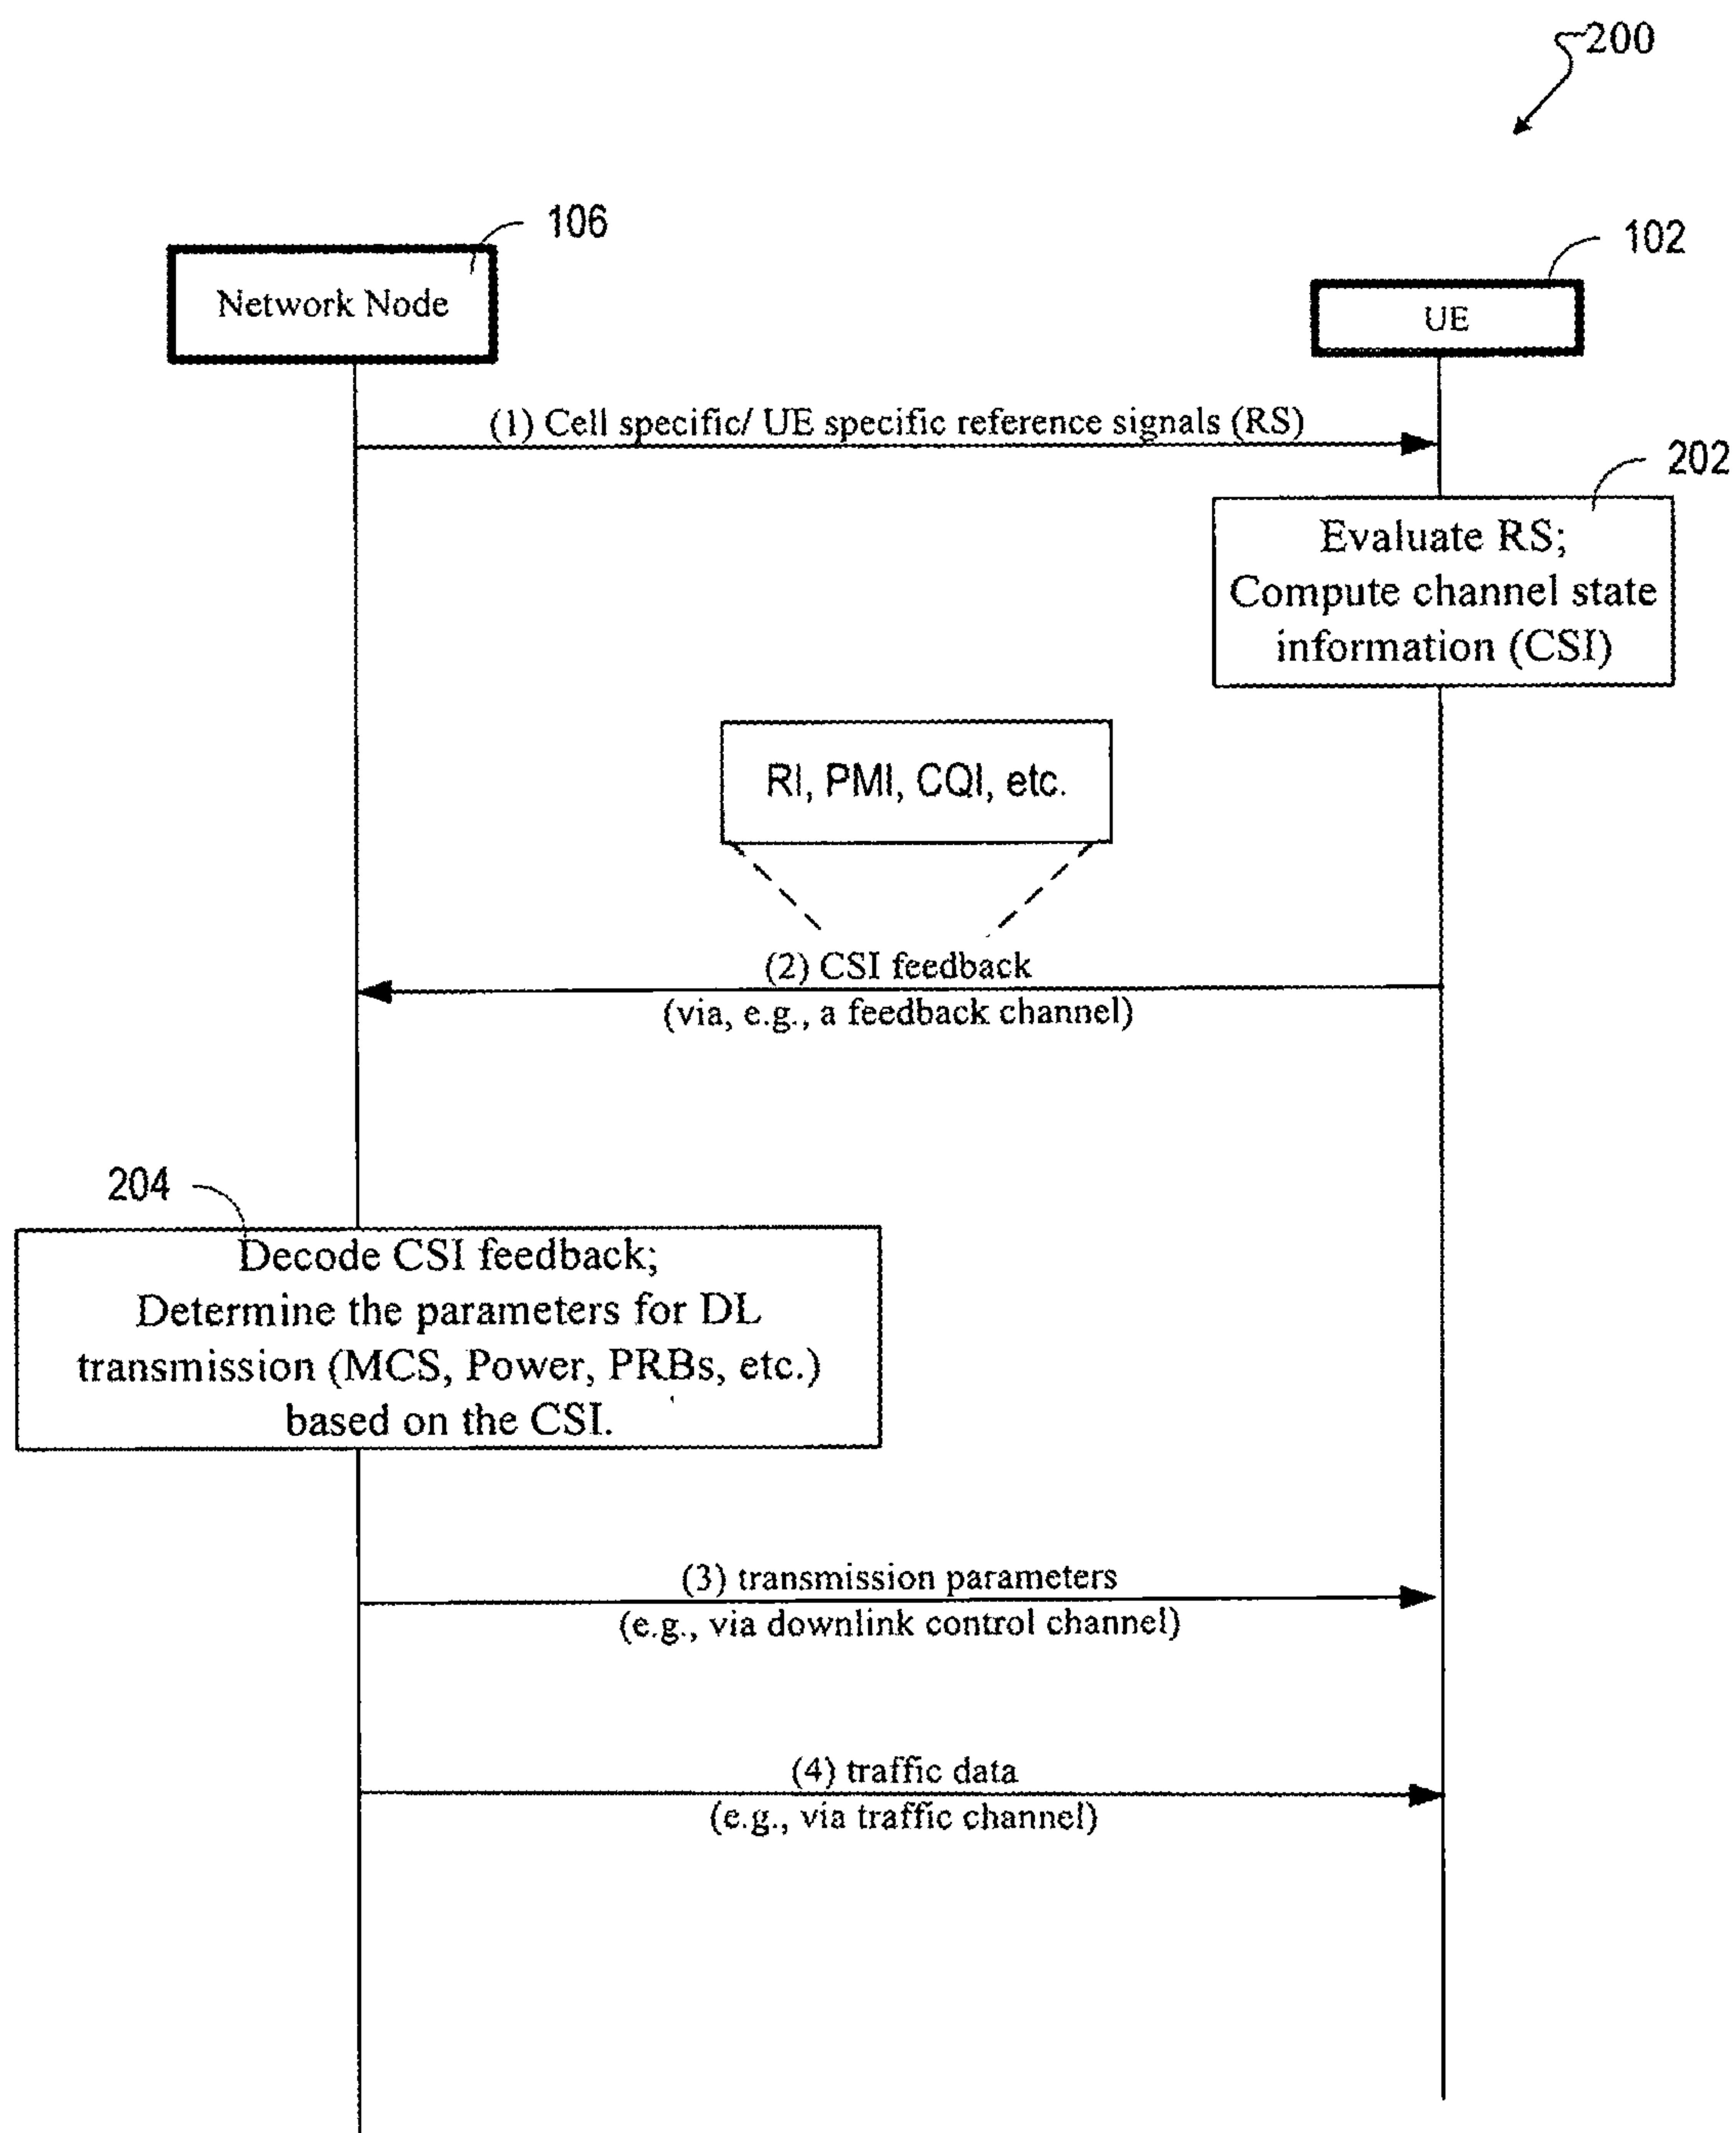 200
106
Network Node
102
UE
(1) Cell specific/ UE specific reference signals (RS)
202
Evaluate RS;
Compute channel state
information (CSI)
RI, PMI, CQI, etc.
(2) CSI feedback
(via, e.g., a feedback channel)
204
Decode CSI feedback;
Determine the parameters for DL
transmission (MCS, Power, PRBs, etc.)
based on the CSI.
(3) transmission parameters
(e.g., via downlink control channel)
(4) traffic data
(e.g., via traffic channel)